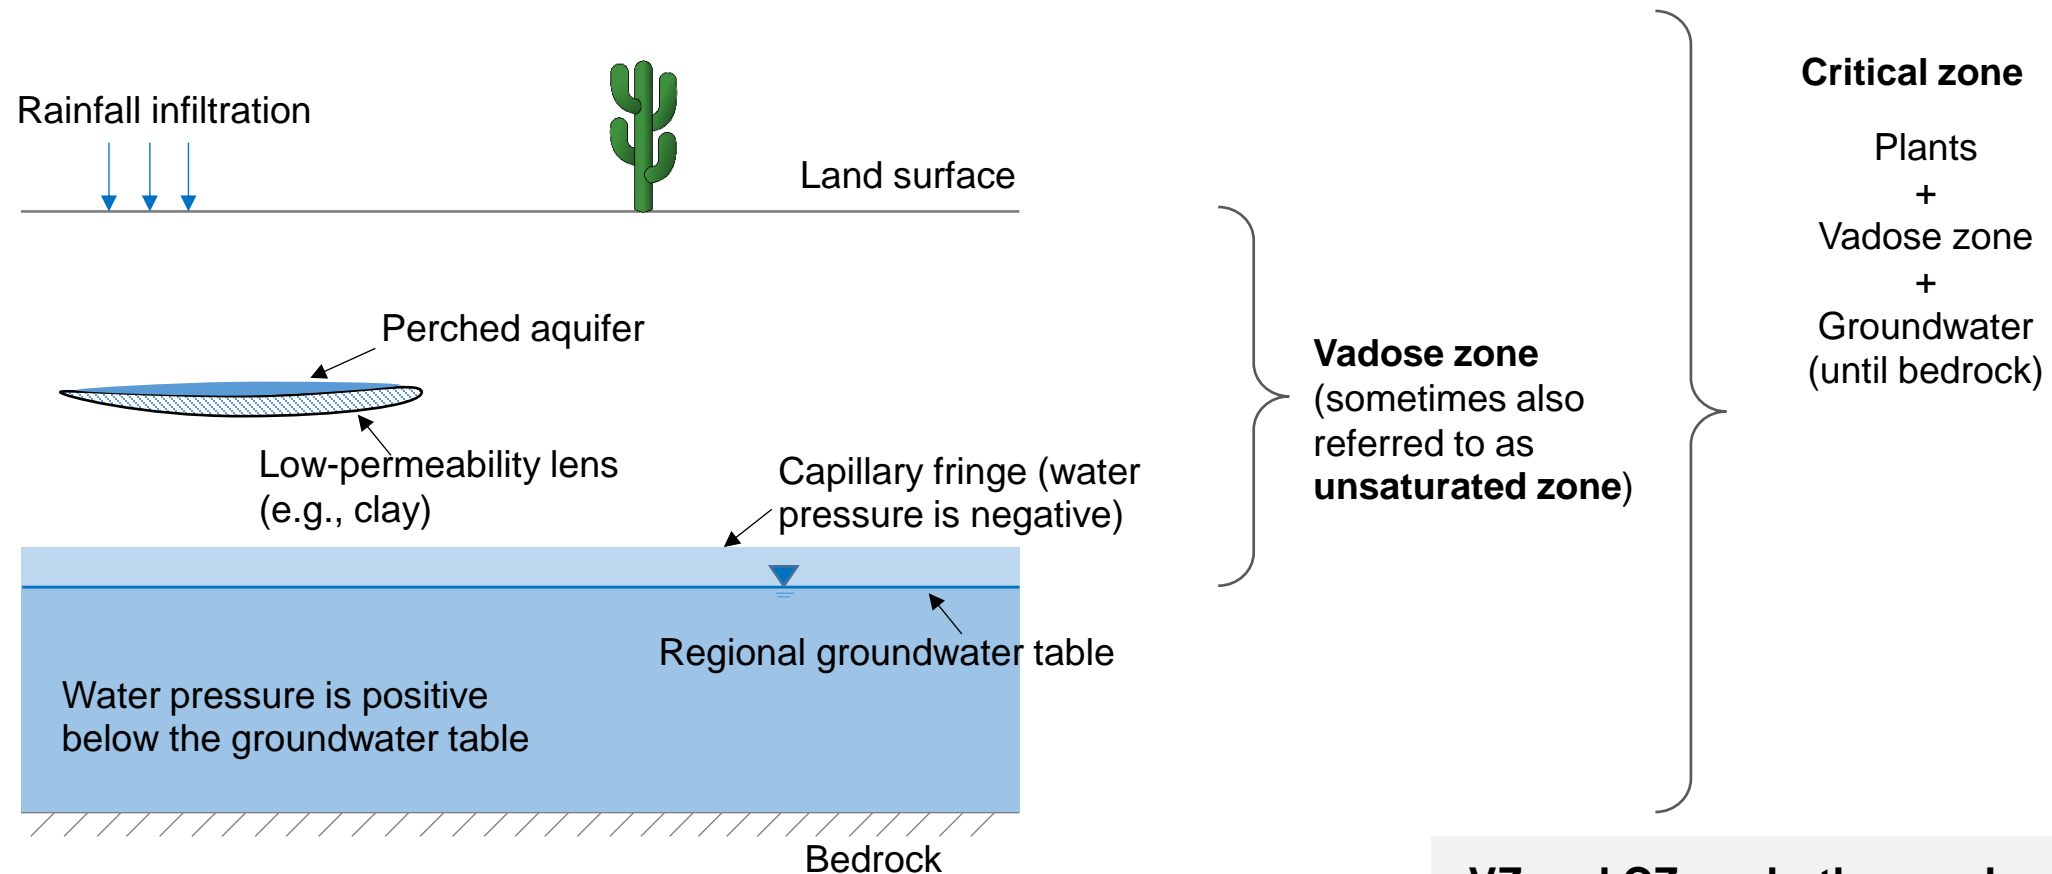 Rainfall infiltration
Land surface
Perched aquifer
Low-permeability lens
(e.g., clay)
Capillary fringe (water
pressure is negative)
Regional groundwater table
Water pressure is positive
below the groundwater table
Bedrock
Vadose zone
(sometimes also
referred to as
unsaturated zone)
Critical zone
Plants
+
Vadose zone
+
Groundwater
(until bedrock)